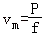 v_m = p/f